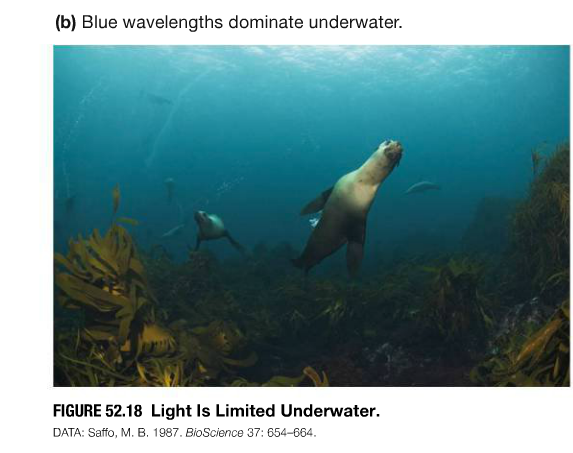 (b) Blue wavelengths dominate underwater.
FIGURE 52.18 Light Is Limited Underwater.
DATA: Saffo, M. B. 1987. BioScience 37: 654–664.